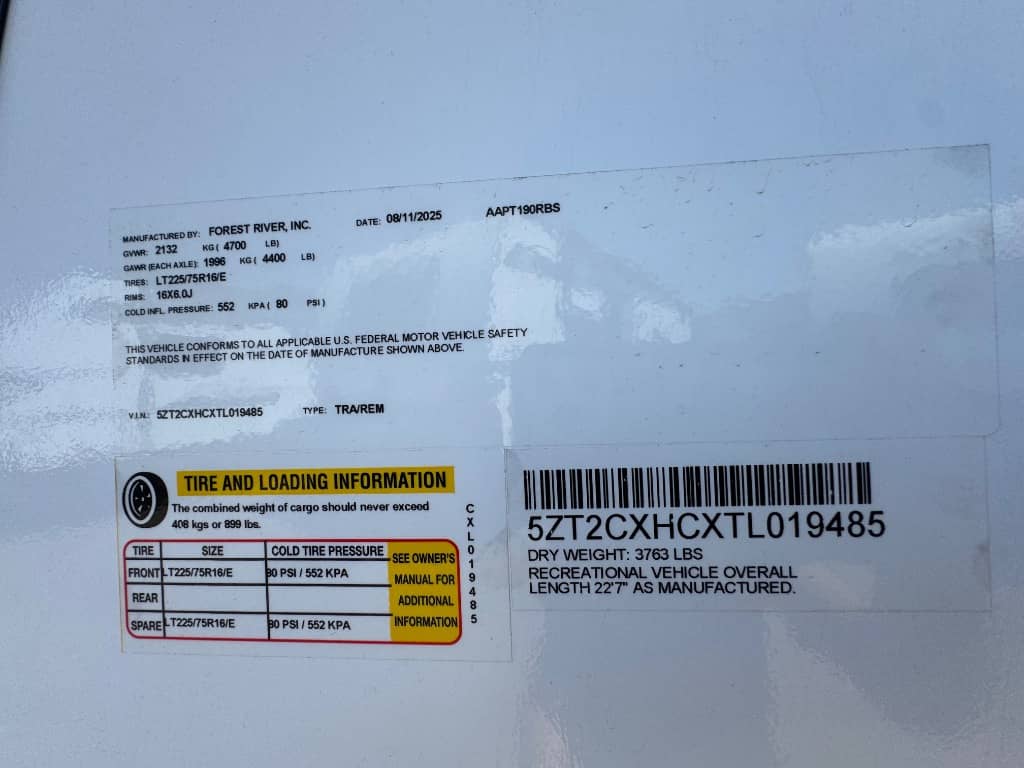 MANUFACTURED BY: FOREST RIVER, INC. DATE: 08/11/2025 AAPT190RBS
GVWR: 2132 KG ( 4700 LB)
GAWR (EACH AXLE): 1996 KG ( 4400 LB)
TIRES: LT225/75R16/E
RIMS: 16X6.0J
COLD INFL. PRESSURE: 552 KPA ( 80 PSI )
THIS VEHICLE CONFORMS TO ALL APPLICABLE U.S. FEDERAL MOTOR VEHICLE SAFETY
STANDARDS IN EFFECT ON THE DATE OF MANUFACTURE SHOWN ABOVE.
V.I.N.: 5ZT2CXHCXTL019485 TYPE: TRA/REM
TIRE AND LOADING INFORMATION
The combined weight of cargo should never exceed
408 kgs or 899 lbs.
TIRE SIZE COLD TIRE PRESSURE
FRONT LT225/75R16/E 80 PSI / 552 KPA
REAR
SPARE LT225/75R16/E 80 PSI / 552 KPA
SEE OWNER'S
MANUAL FOR
ADDITIONAL
INFORMATION
CXL019485
5ZT2CXHCXTL019485
DRY WEIGHT: 3763 LBS
RECREATIONAL VEHICLE OVERALL
LENGTH 22'7" AS MANUFACTURED.